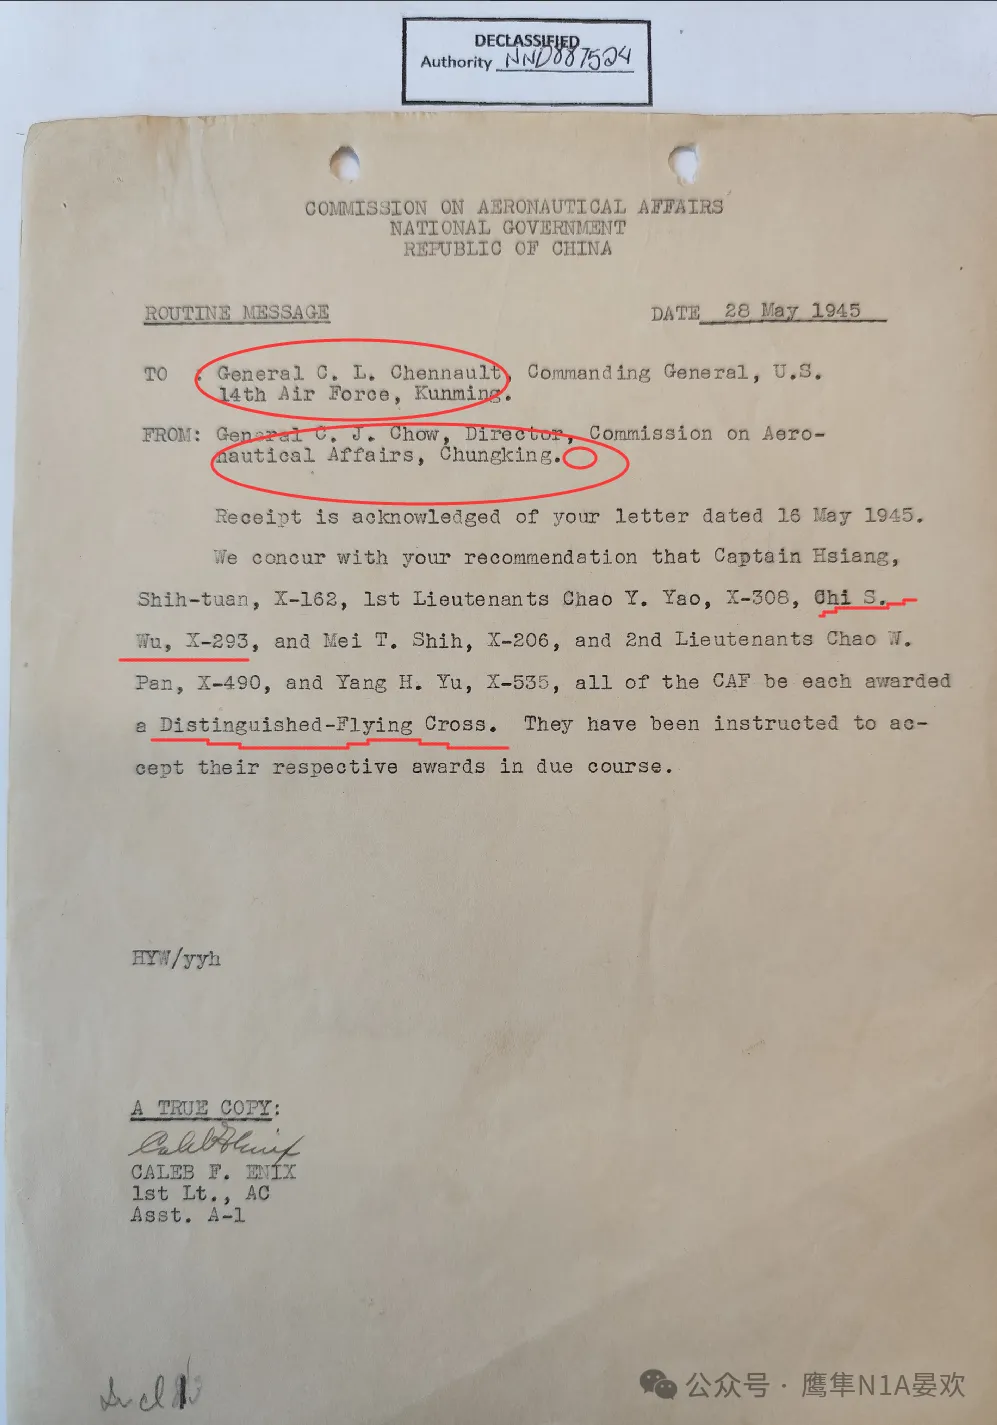 DECLASSIFIED
Authority NND887524
COMMISSION ON AERONAUTICAL AFFAIRS
NATIONAL GOVERNMENT
REPUBLIC OF CHINA
ROUTINE MESSAGE DATE 28 May 1945
TO : General C. L. Chennault, Commanding General, U.S.
14th Air Force, Kunming.
FROM: General C. J. Chow, Director, Commission on Aero-
nautical Affairs, Chungking.
Receipt is acknowledged of your letter dated 16 May 1945.
We concur with your recommendation that Captain Hsiang,
Shih-tuan, X-162, 1st Lieutenants Chao Y. Yao, X-308, Chi S.
Wu, X-293, and Mei T. Shih, X-206, and 2nd Lieutenants Chao W.
Pan, X-490, and Yang H. Yu, X-535, all of the CAF be each awarded
a Distinguished-Flying Cross. They have been instructed to ac-
cept their respective awards in due course.
HYW/yyh
A TRUE COPY:
Caleb F Enix
CALEB F. ENIX
1st Lt., AC
Asst. A-1
公众号 · 鹰隼N1A晏欢